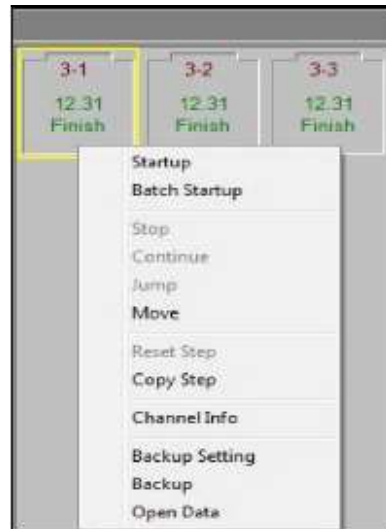 3-1 3-2 3-3
12.31 12.31 12.31
Finish Finish Finish
Startup
Batch Startup
Stop
Continue
Jump
Move
Reset Step
Copy Step
Channel Info
Backup Setting
Backup
Open Data